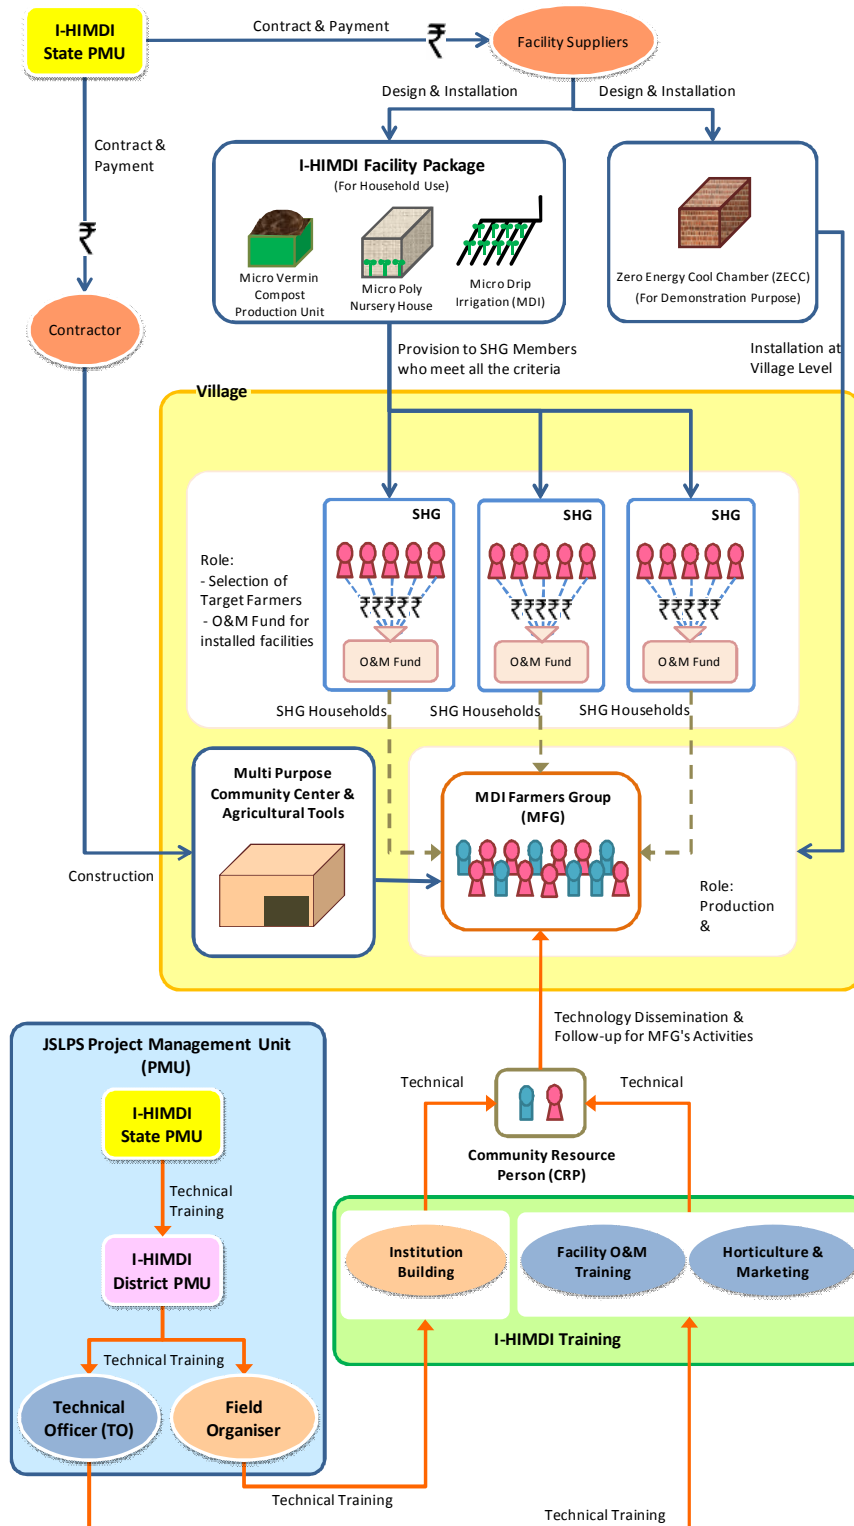 I-HIMDI
State PMU
Contract & Payment
₹
Facility Suppliers
Design & Installation
Design & Installation
Contract &
Payment
₹
Contractor
I-HIMDI Facility Package
(For Household Use)
Micro Vermin
Compost
Production Unit
Micro Poly
Nursery House
Micro Drip
Irrigation (MDI)
Zero Energy Cool Chamber (ZECC)
(For Demonstration Purpose)
Provision to SHG Members
who meet all the criteria
Installation at
Village Level
Village
SHG
SHG
SHG
Role:
- Selection of
Target Farmers
- O&M Fund for
installed facilities
₹₹₹₹₹
₹₹₹₹₹
₹₹₹₹₹
O&M Fund
O&M Fund
O&M Fund
SHG Households
SHG Households
SHG Households
Multi Purpose
Community Center &
Agricultural Tools
MDI Farmers Group
(MFG)
Construction
Role:
Production
&
Technology Dissemination &
Follow-up for MFG's Activities
JSLPS Project Management Unit
(PMU)
I-HIMDI
State PMU
Technical
Training
I-HIMDI
District PMU
Technical Training
Technical
Officer (TO)
Field
Organiser
Technical
Technical
Community Resource
Person (CRP)
Institution
Building
Facility O&M
Training
Horticulture &
Marketing
I-HIMDI Training
Technical Training
Technical Training